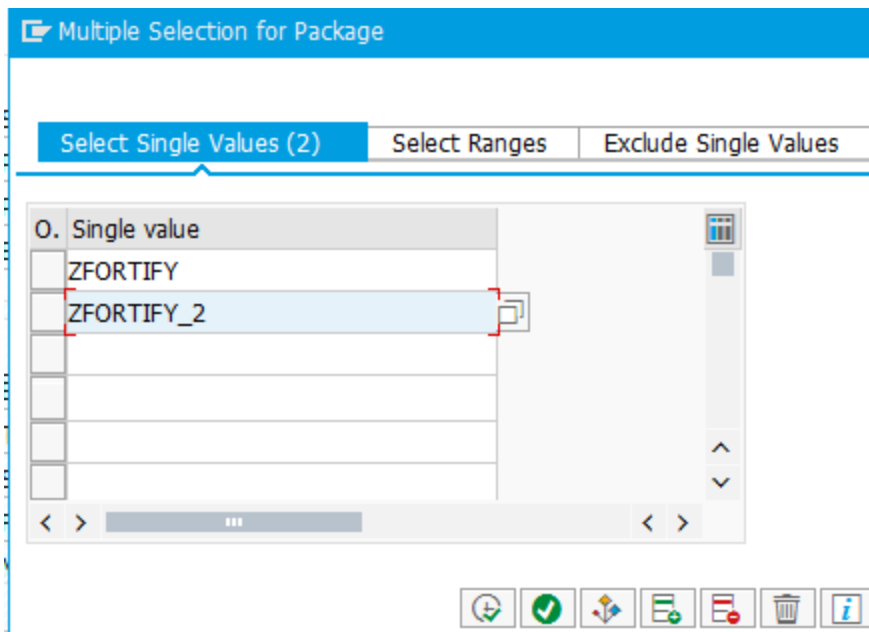 Multiple Selection for Package
Select Single Values (2) Select Ranges Exclude Single Values
O. Single value
ZFORTIFY
ZFORTIFY_2